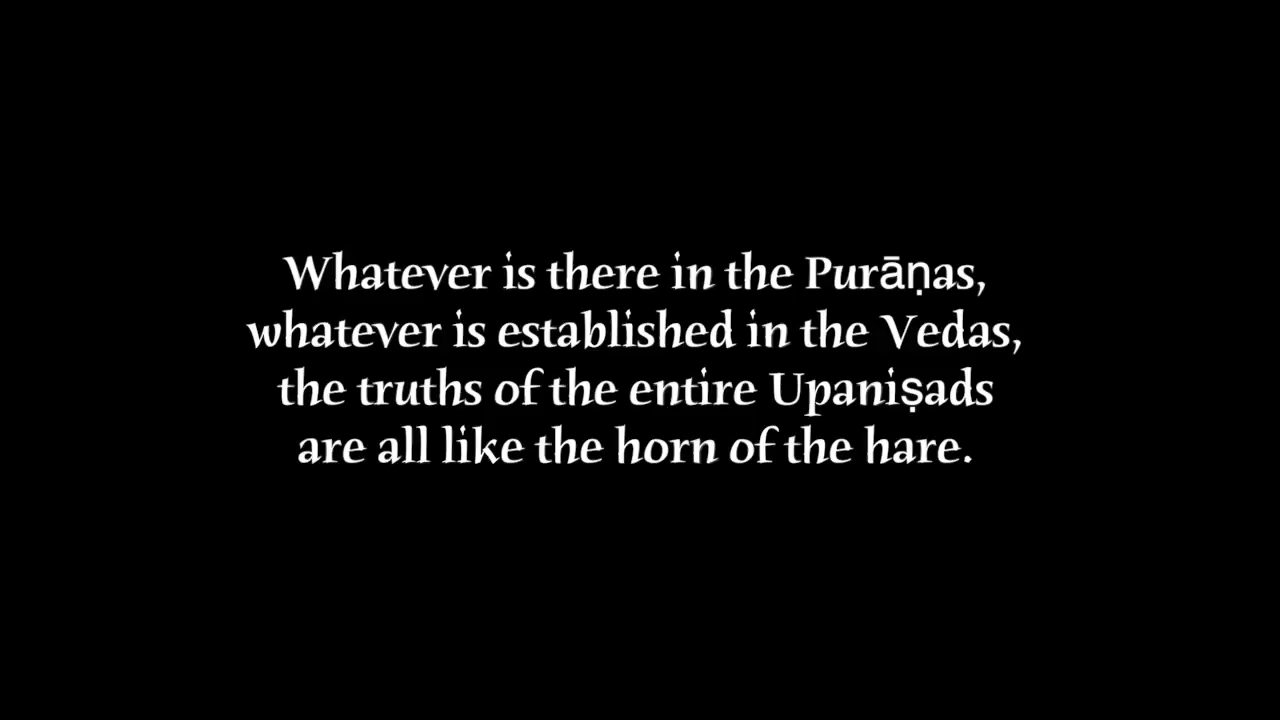 Whatever is there in the Purāṇas,
whatever is established in the Vedas,
the truths of the entire Upaniṣads
are all like the horn of the hare.